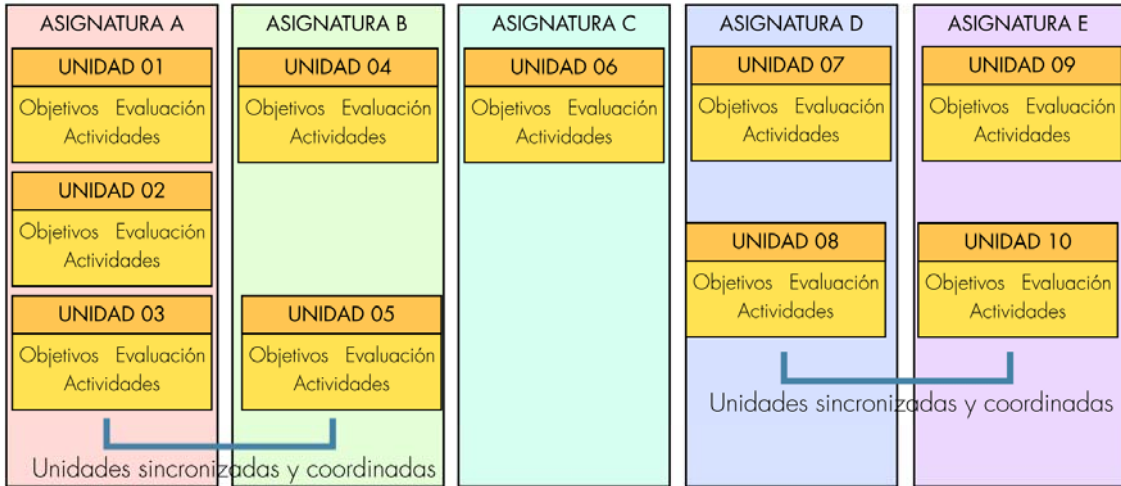 ASIGNATURA A
UNIDAD 01
Objetivos Evaluación
Actividades
UNIDAD 02
Objetivos Evaluación
Actividades
UNIDAD 03
Objetivos Evaluación
Actividades
ASIGNATURA B
UNIDAD 04
Objetivos Evaluación
Actividades
UNIDAD 05
Objetivos Evaluación
Actividades
Unidades sincronizadas y coordinadas
ASIGNATURA C
UNIDAD 06
Objetivos Evaluación
Actividades
ASIGNATURA D
UNIDAD 07
Objetivos Evaluación
Actividades
UNIDAD 08
Objetivos Evaluación
Actividades
ASIGNATURA E
UNIDAD 09
Objetivos Evaluación
Actividades
UNIDAD 10
Objetivos Evaluación
Actividades
Unidades sincronizadas y coordinadas